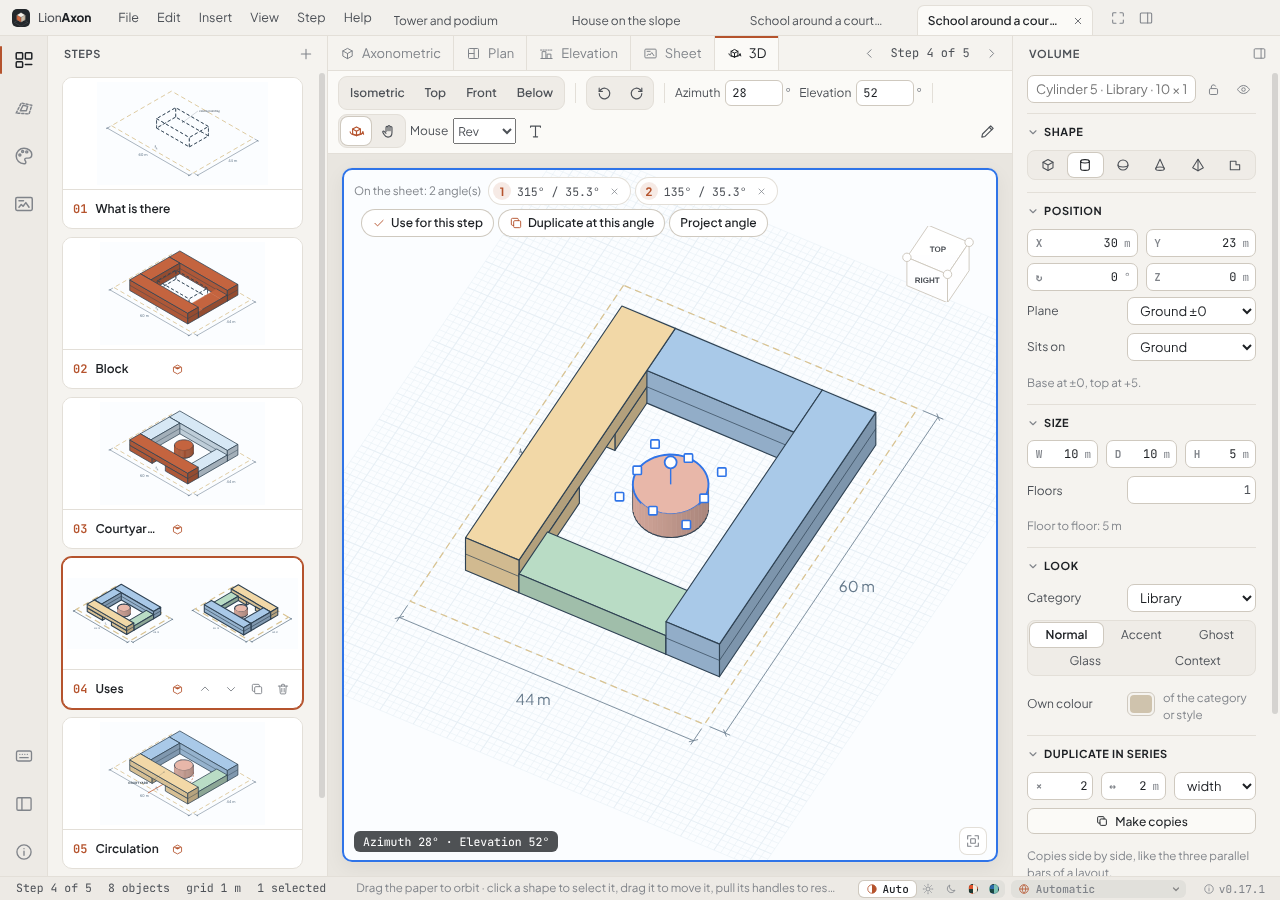 LionAxon
File Edit Insert View Step Help
Tower and podium
House on the slope
School around a court…
School around a cour…
STEPS
01 What is there
02 Block
03 Courtyar…
04 Uses
05 Circulation
Axonometric
Plan
Elevation
Sheet
3D
Step 4 of 5
Isometric Top Front Below
Azimuth 28 °
Elevation 52 °
Mouse Rev
On the sheet: 2 angle(s)
1 315° / 35.3° ×
2 135° / 35.3° ×
Use for this step
Duplicate at this angle
Project angle
TOP
RIGHT
60 m
44 m
Azimuth 28° · Elevation 52°
VOLUME
Cylinder 5 · Library · 10 × 1
SHAPE
POSITION
X 30 m
Y 23 m
↻ 0 °
Z 0 m
Plane Ground ±0
Sits on Ground
Base at ±0, top at +5.
SIZE
W 10 m
D 10 m
H 5 m
Floors 1
Floor to floor: 5 m
LOOK
Category Library
Normal Accent Ghost
Glass Context
Own colour
of the category
or style
DUPLICATE IN SERIES
× 2
⇔ 2 m
width
Make copies
Copies side by side, like the three parallel
bars of a layout.
Step 4 of 5
8 objects
grid 1 m
1 selected
Drag the paper to orbit · click a shape to select it, drag it to move it, pull its handles to res…
Auto
Automatic
v0.17.1